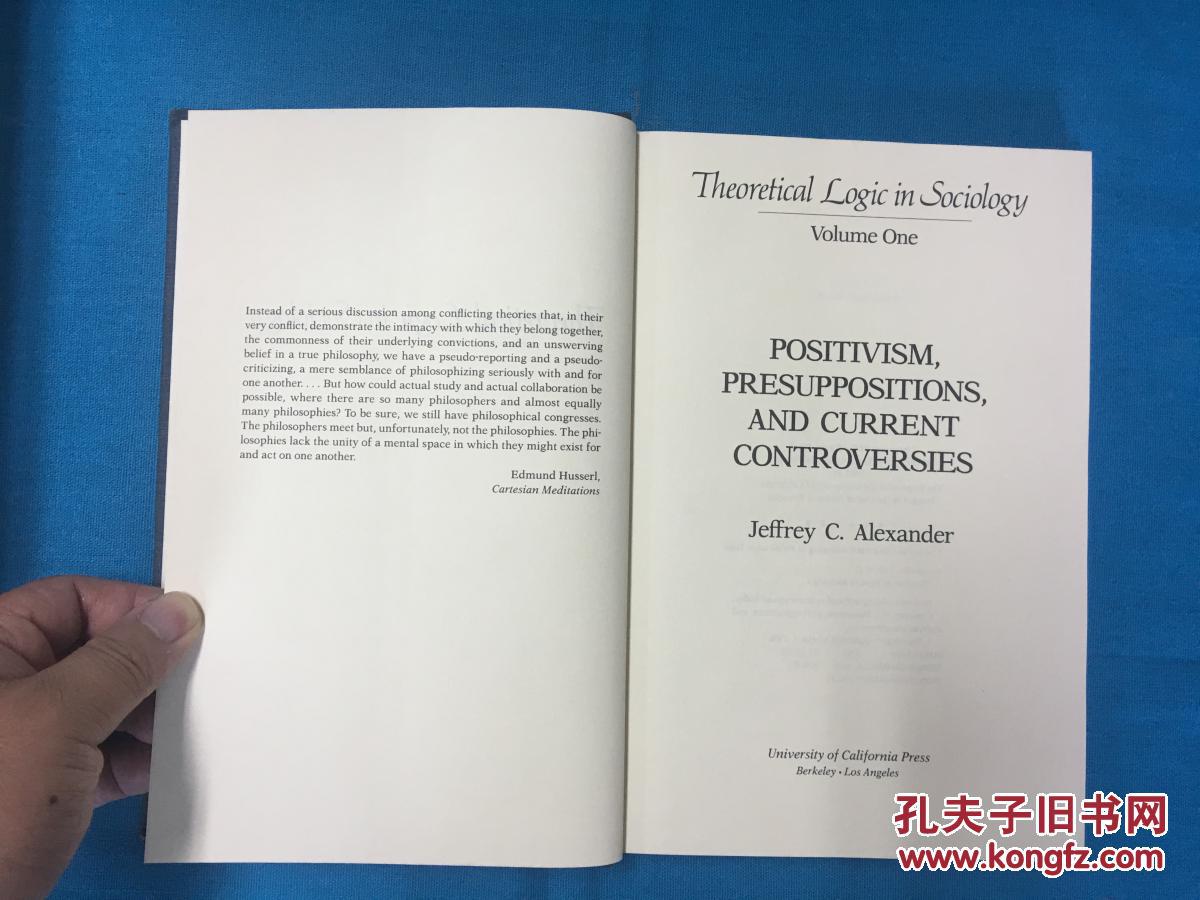 Instead of a serious discussion among conflicting theories that, in their
very conflict, demonstrate the intimacy with which they belong together,
the commonness of their underlying convictions, and an unswerving
belief in a true philosophy, we have a pseudo-reporting and a pseudo-
criticizing, a mere semblance of philosophizing seriously with and for
one another. . . . But how could actual study and actual collaboration be
possible, where there are so many philosophers and almost equally
many philosophies? To be sure, we still have philosophical congresses.
The philosophers meet but, unfortunately, not the philosophies. The phi-
losophies lack the unity of a mental space in which they might exist for
and act on one another.
Edmund Husserl,
Cartesian Meditations
Theoretical Logic in Sociology
Volume One
POSITIVISM,
PRESUPPOSITIONS,
AND CURRENT
CONTROVERSIES
Jeffrey C. Alexander
University of California Press
Berkeley • Los Angeles
孔夫子旧书网
www.kongfz.com